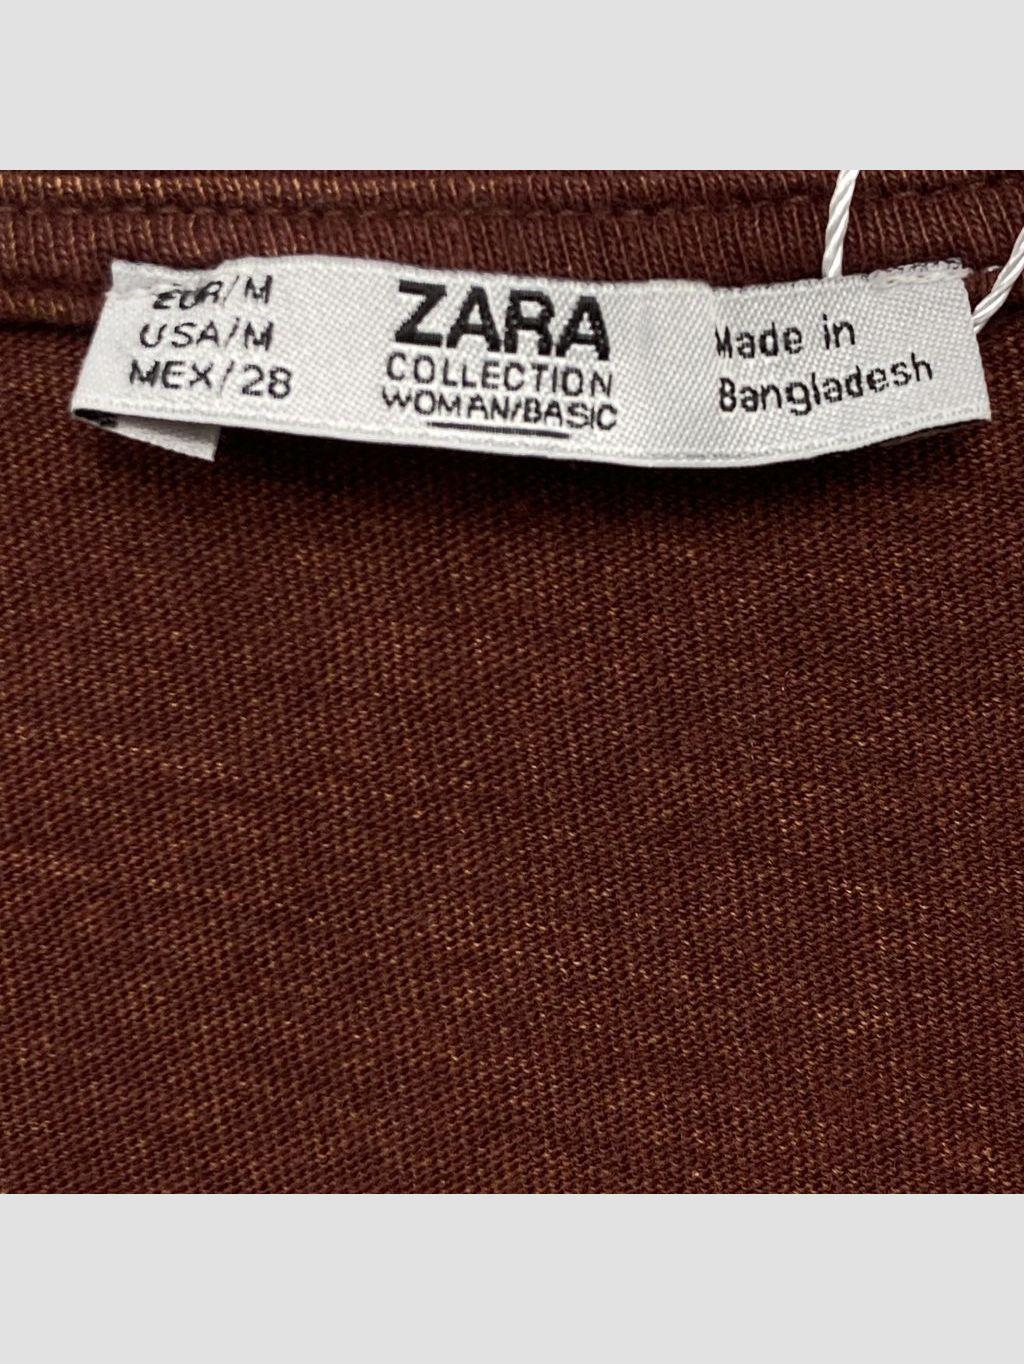 EUR/M
USA/M
MEX/28
ZARA
COLLECTION
WOMAN/BASIC
Made in
Bangladesh